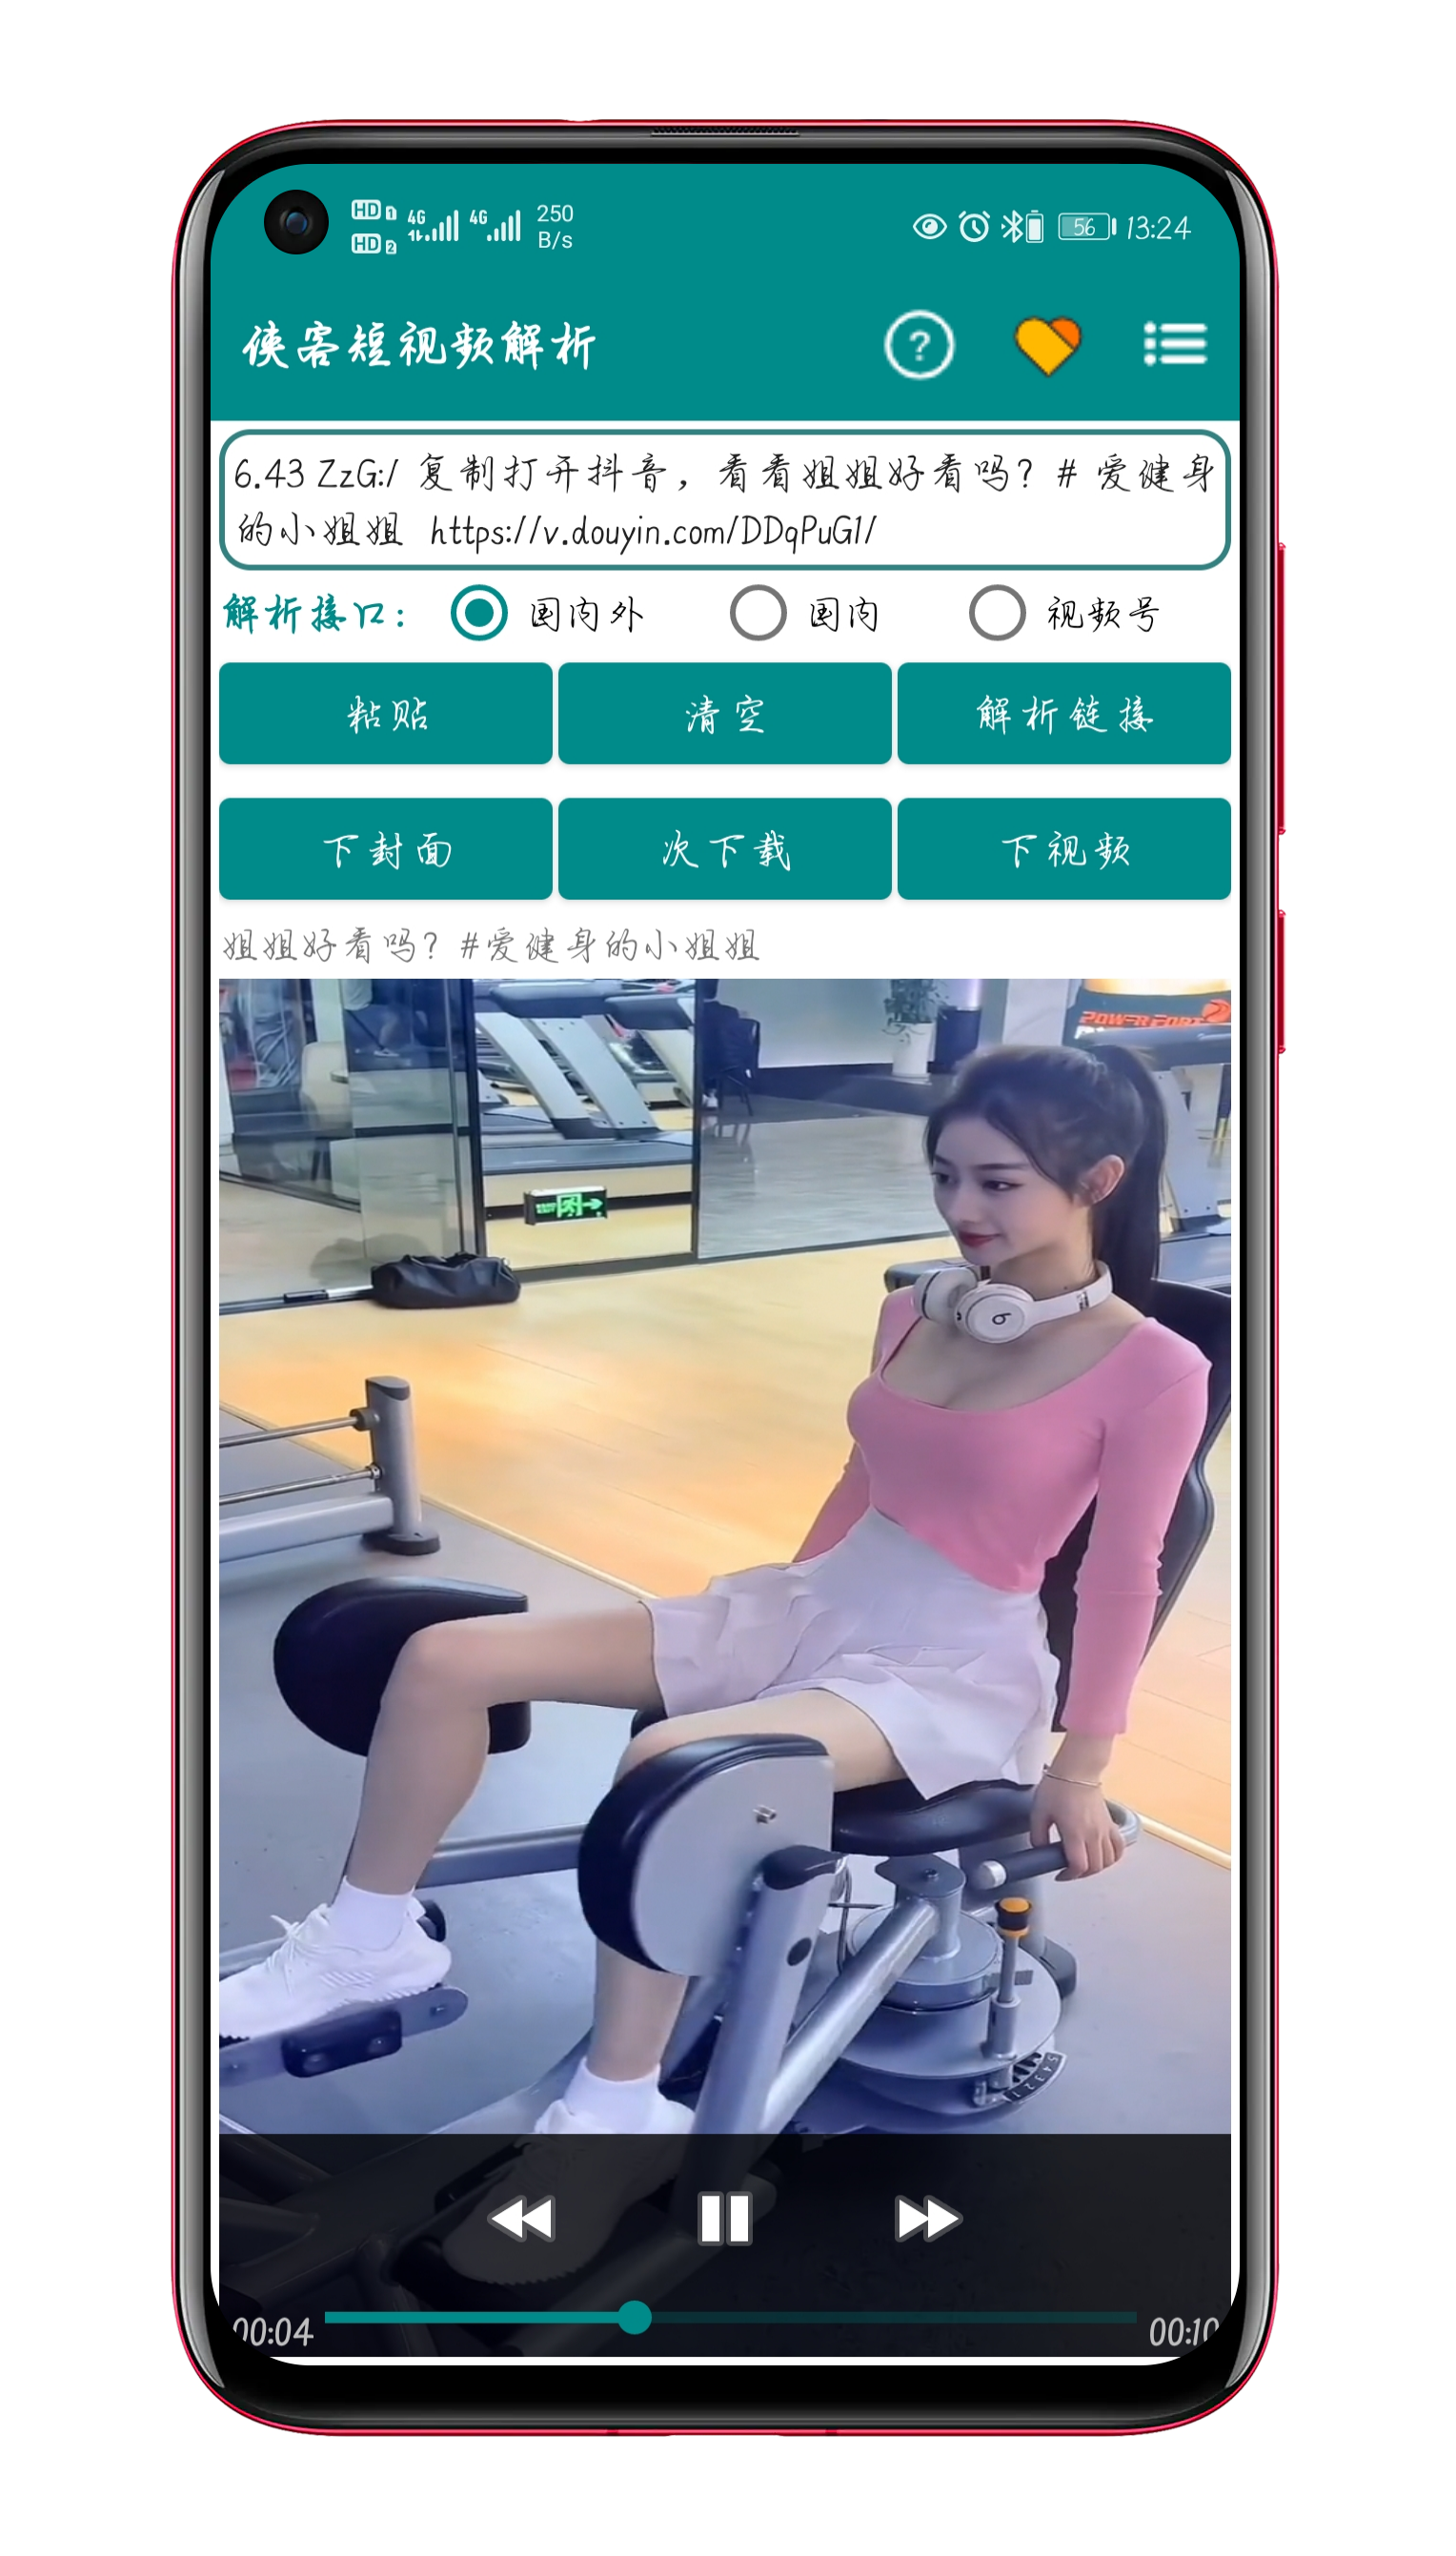 HD 1 4G 4G 250
HD 2 B/s
56 13:24
侠客短视频解析
?
6.43 ZzG:/ 复制打开抖音，看看姐姐好看吗？# 爱健身
的小姐姐 https://v.douyin.com/DDqPuG1/
解析接口： 国内外 国内 视频号
粘贴 清空 解析链接
下封面 次下载 下视频
姐姐好看吗？#爱健身的小姐姐
00:04 00:10